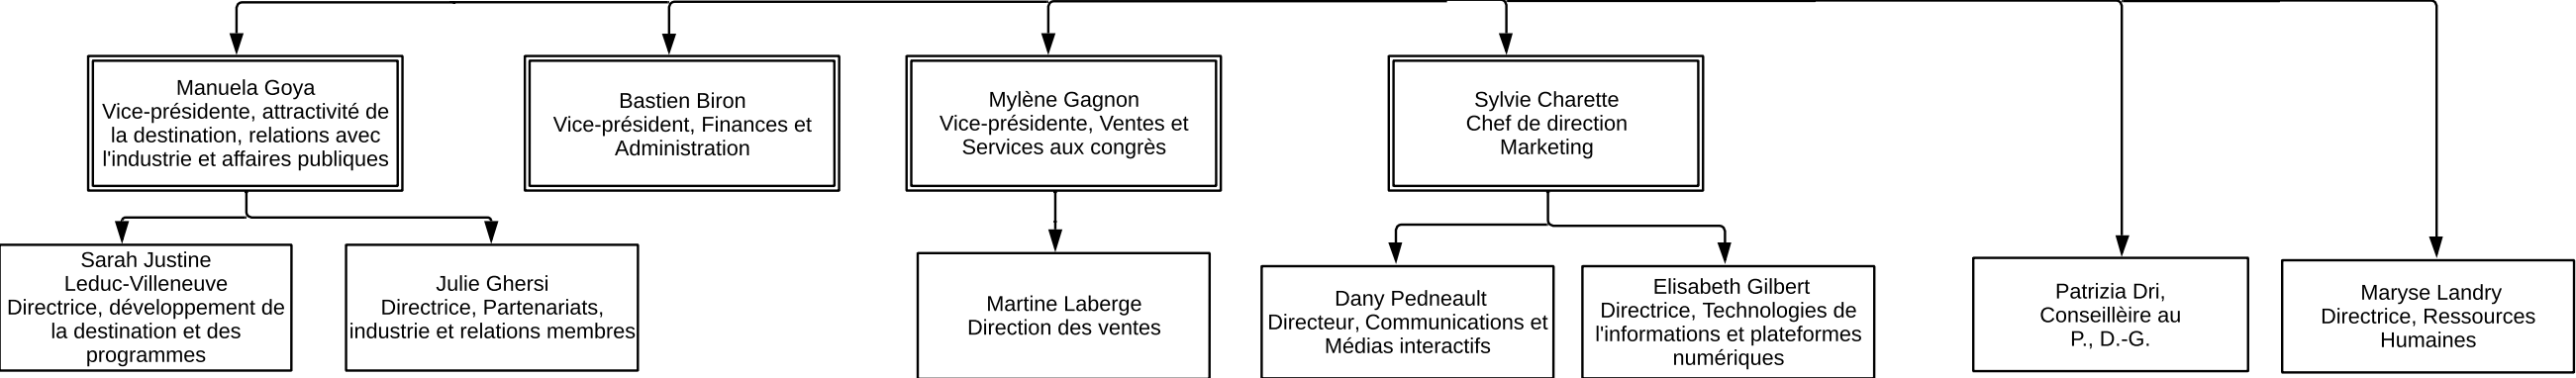 Manuela Goya
Vice-présidente, attractivité de
la destination, relations avec
l'industrie et affaires publiques
Bastien Biron
Vice-président, Finances et
Administration
Mylène Gagnon
Vice-présidente, Ventes et
Services aux congrès
Sylvie Charette
Chef de direction
Marketing
Sarah Justine
Leduc-Villeneuve
Directrice, développement de
la destination et des
programmes
Julie Ghersi
Directrice, Partenariats,
industrie et relations membres
Martine Laberge
Direction des ventes
Dany Pedneault
Directeur, Communications et
Médias interactifs
Elisabeth Gilbert
Directrice, Technologies de
l'informations et plateformes
numériques
Patrizia Dri,
Conseillèire au
P., D.-G.
Maryse Landry
Directrice, Ressources
Humaines